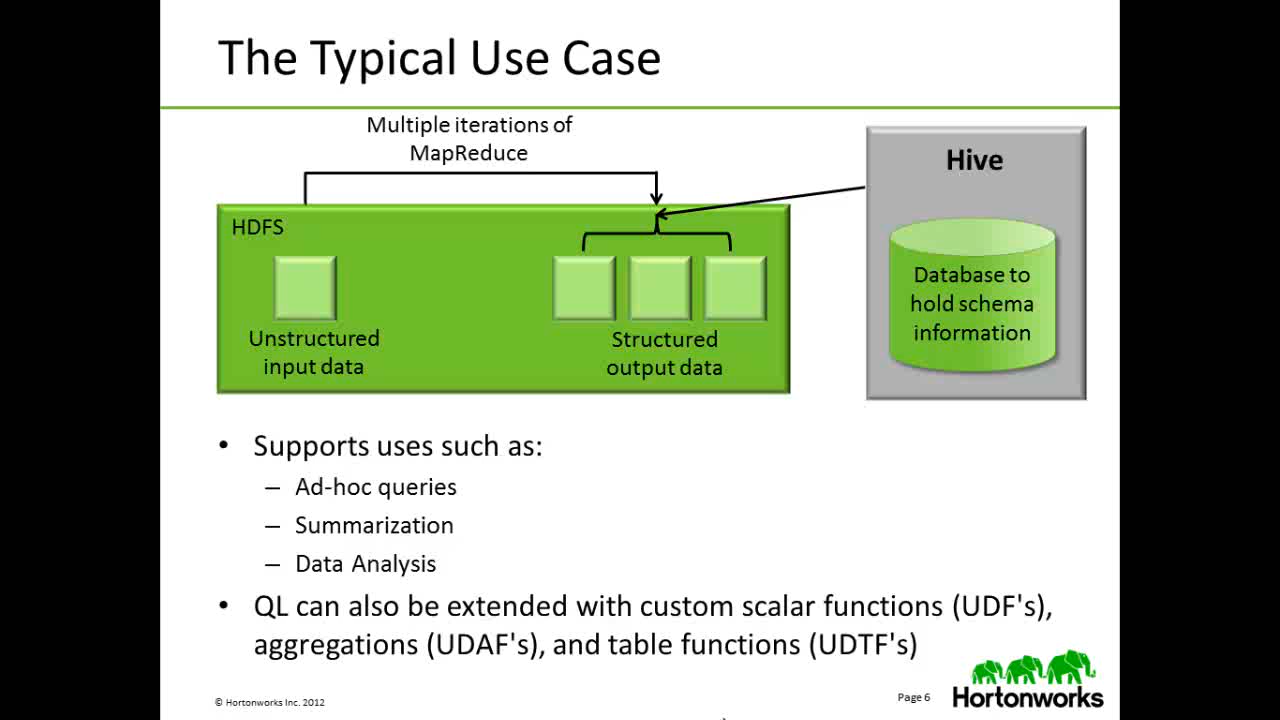 The Typical Use Case
Multiple iterations of
MapReduce
Hive
HDFS
Database to
hold schema
information
Unstructured
input data
Structured
output data
• Supports uses such as:
– Ad-hoc queries
– Summarization
– Data Analysis
• QL can also be extended with custom scalar functions (UDF's),
aggregations (UDAF's), and table functions (UDTF's)
© Hortonworks Inc. 2012
Page 6
Hortonworks